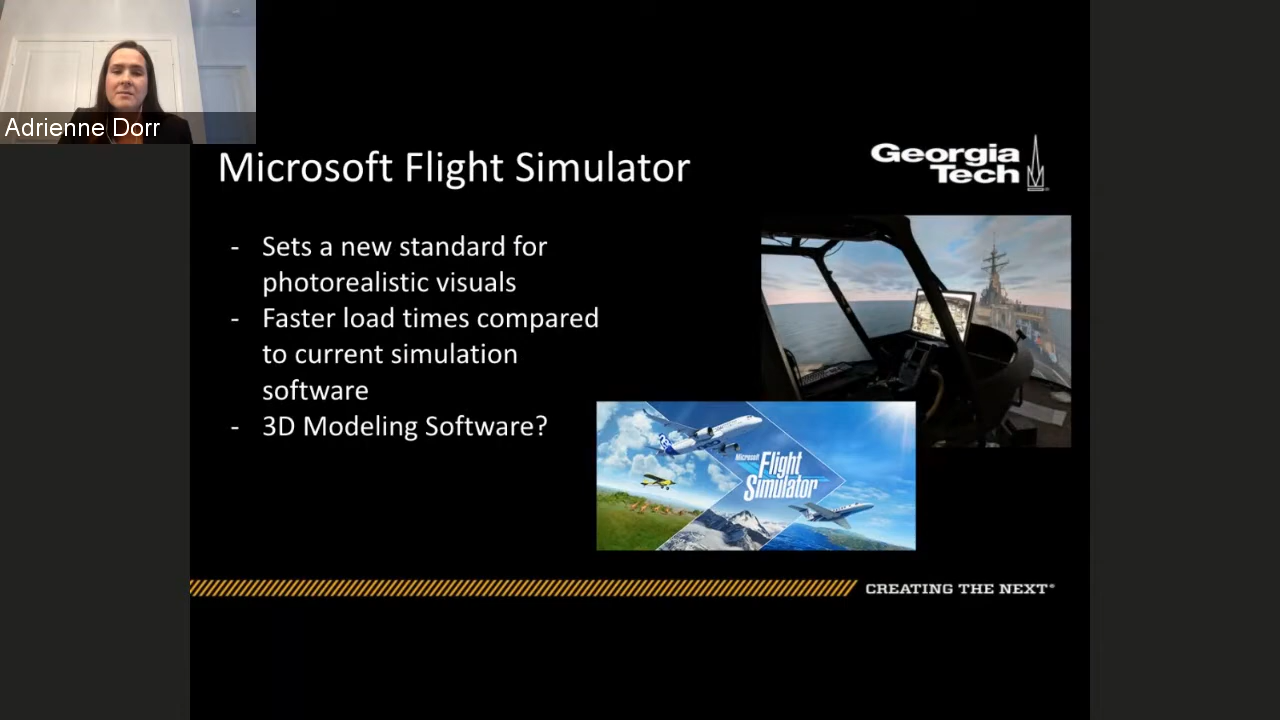 Adrienne Dorr
Microsoft Flight Simulator
Georgia
Tech
- Sets a new standard for
photorealistic visuals
- Faster load times compared
to current simulation
software
- 3D Modeling Software?
Microsoft
Flight
Simulator
CREATING THE NEXT®